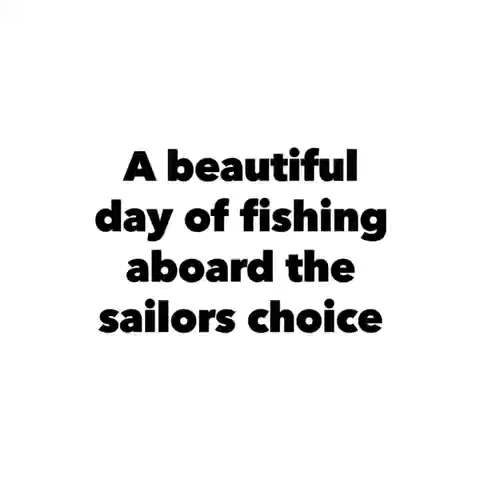 A beautiful
day of fishing
aboard the
sailors choice